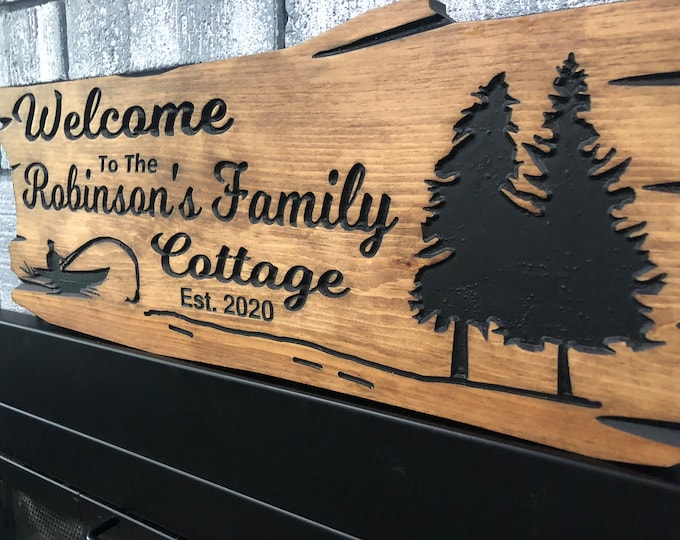 Welcome
To The
Robinson's Family
Cottage
Est. 2020